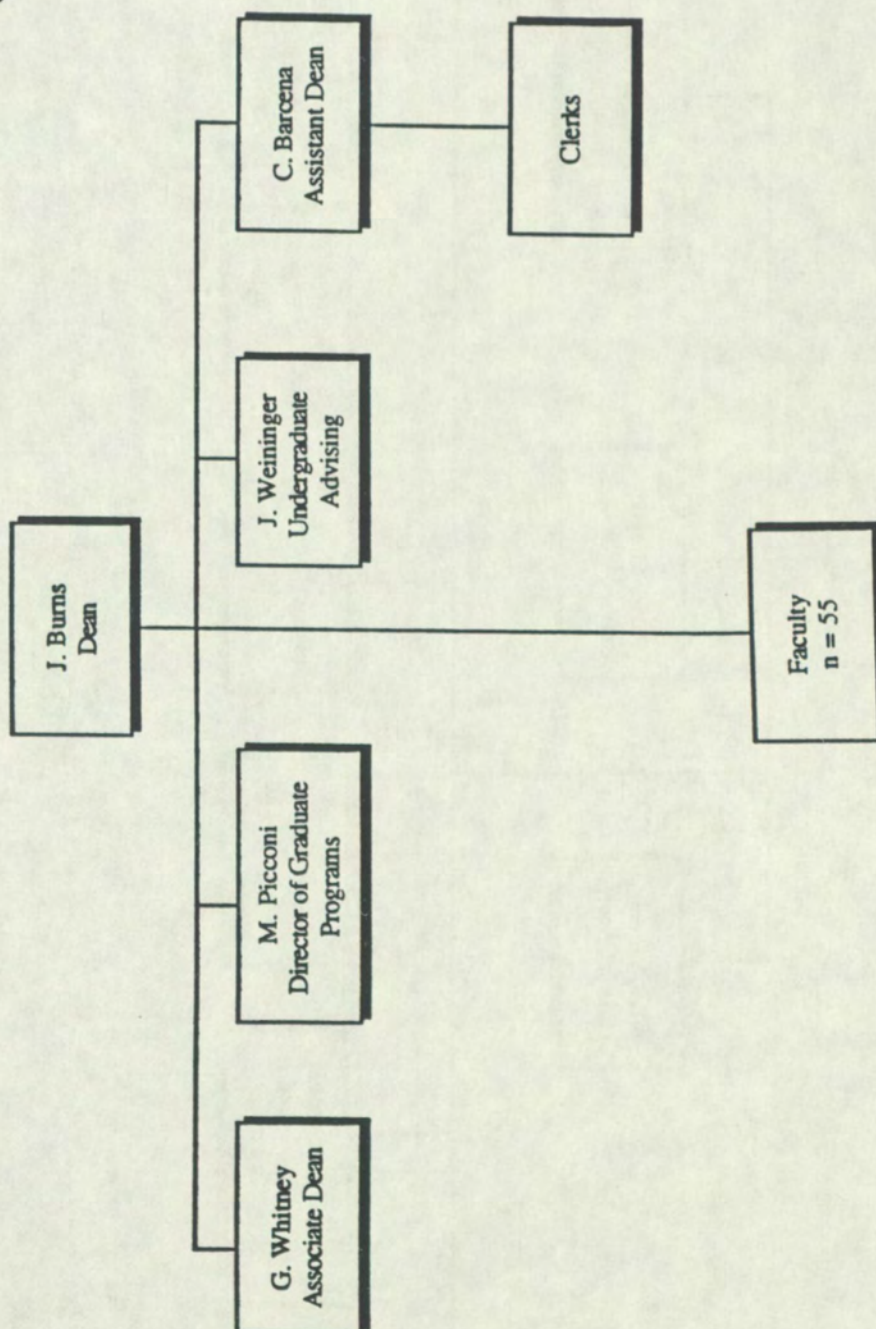 J. Burns
Dean
G. Whitney
Associate Dean
M. Picconi
Director of Graduate
Programs
J. Weininger
Undergraduate
Advising
C. Barcena
Assistant Dean
Clerks
Faculty
n = 55